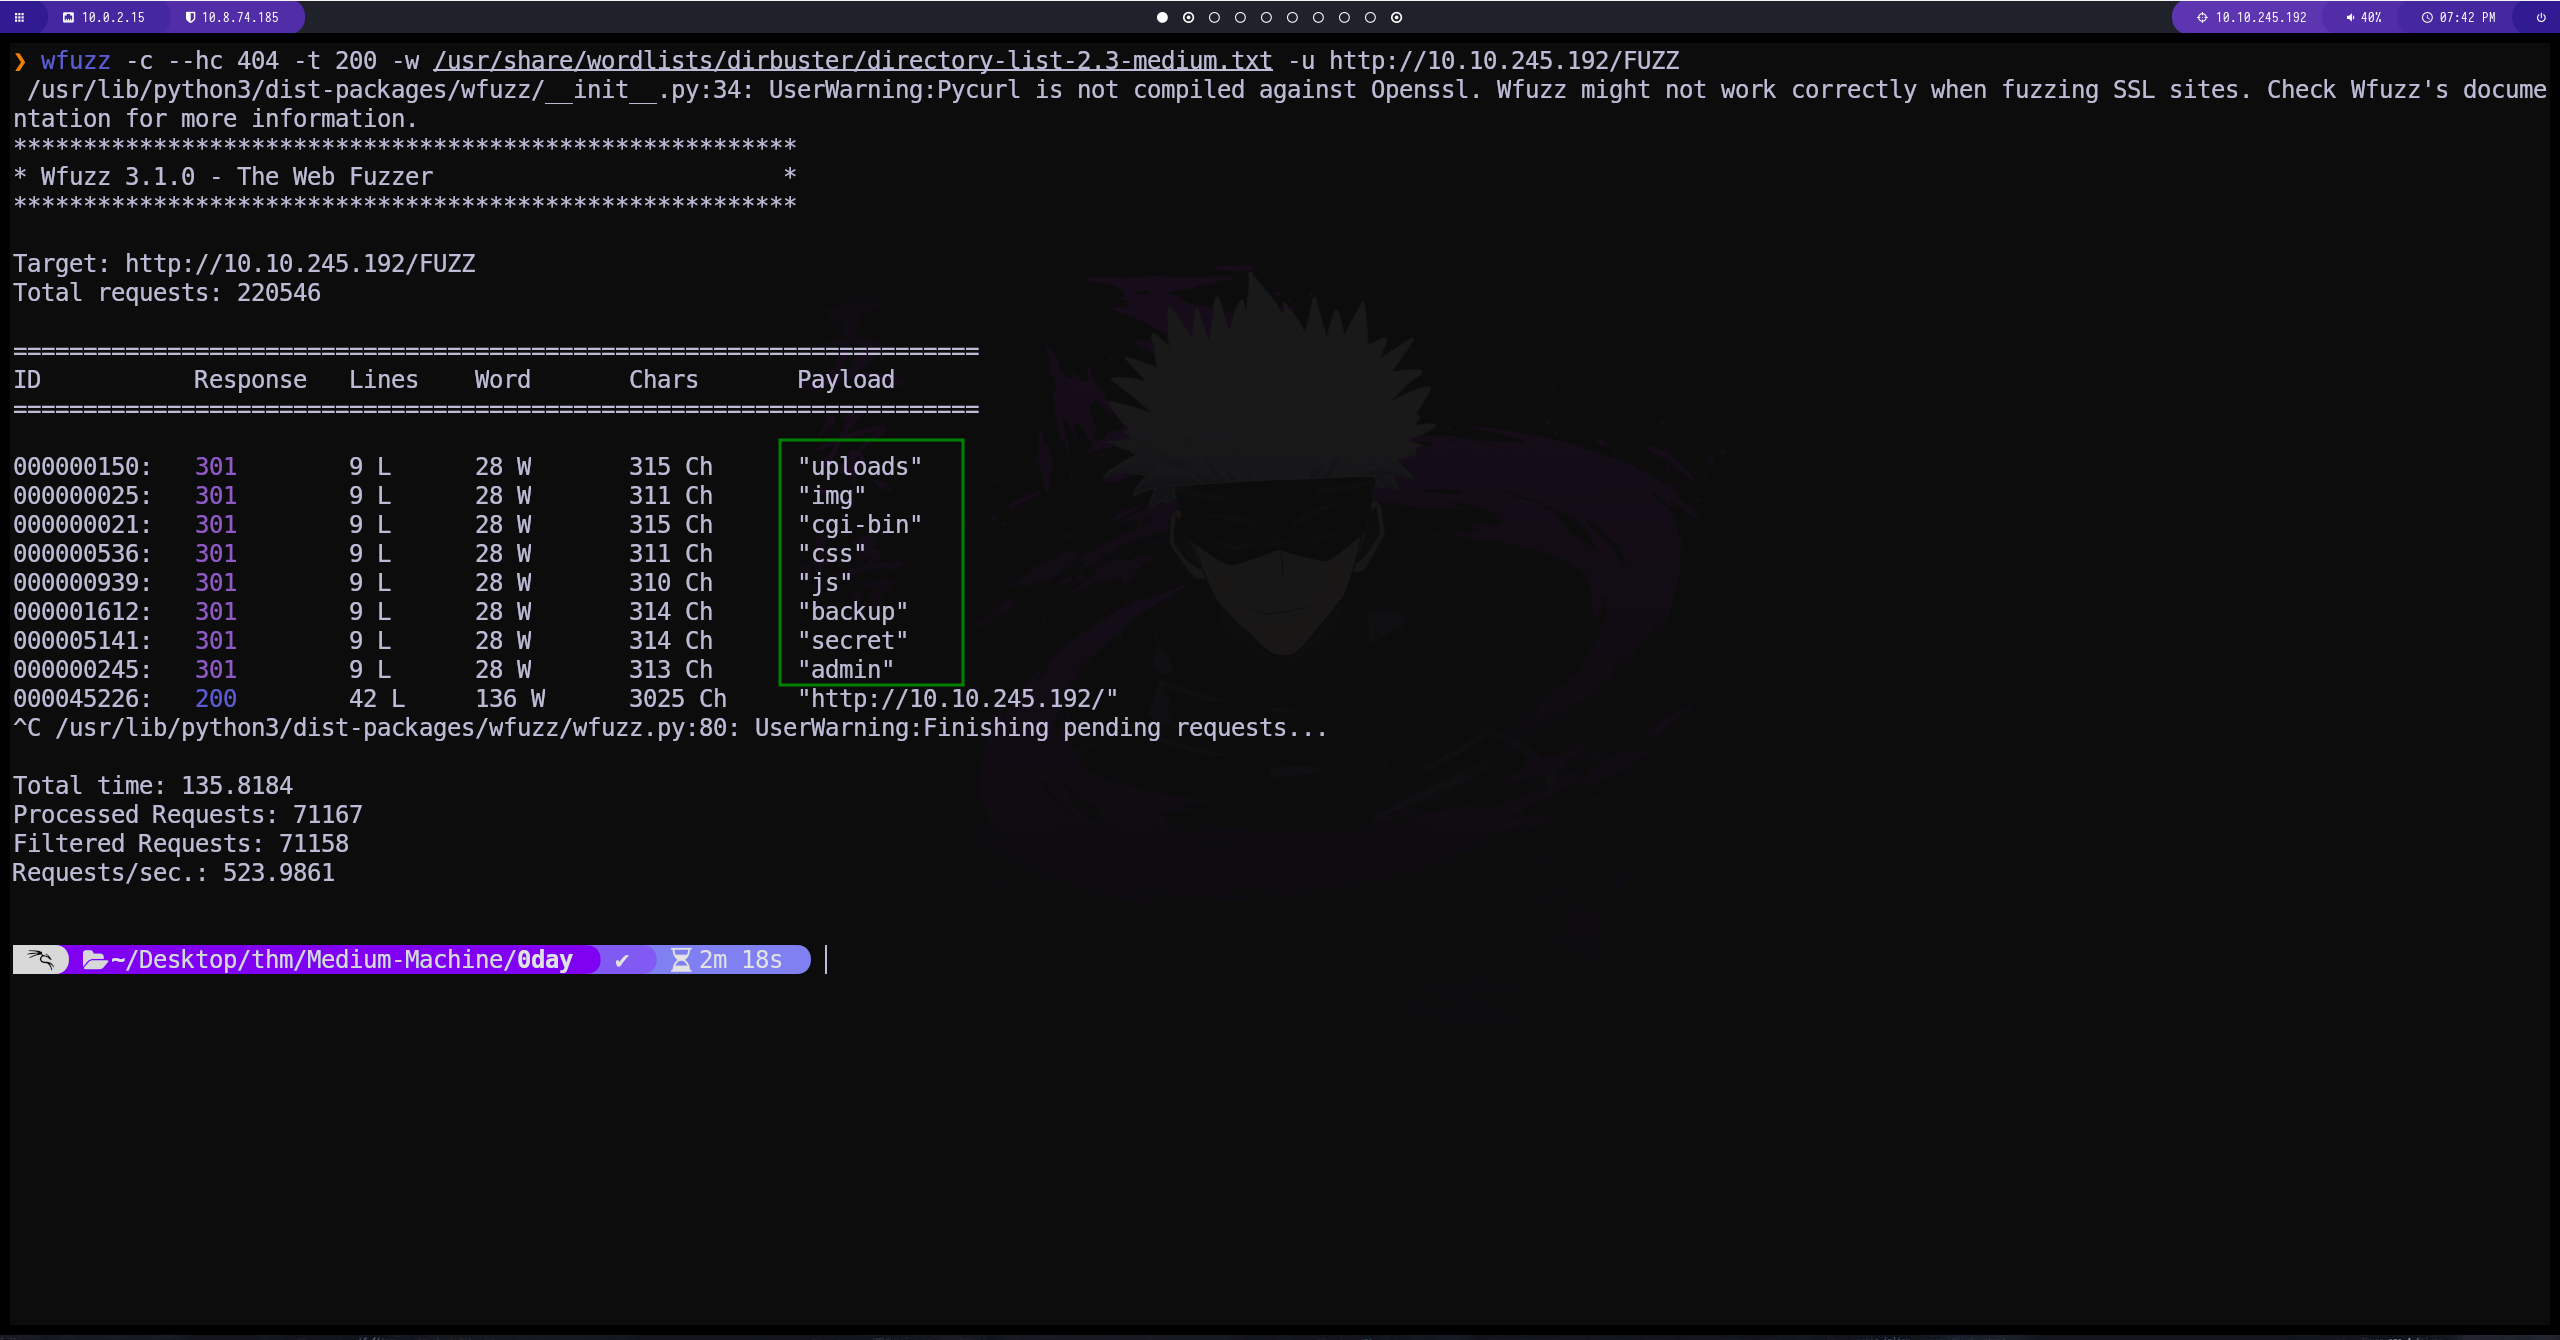 10.0.2.15 10.8.74.185 10.10.245.192 40% 07:42 PM
❯ wfuzz -c --hc 404 -t 200 -w /usr/share/wordlists/dirbuster/directory-list-2.3-medium.txt -u http://10.10.245.192/FUZZ
/usr/lib/python3/dist-packages/wfuzz/__init__.py:34: UserWarning:Pycurl is not compiled against Openssl. Wfuzz might not work correctly when fuzzing SSL sites. Check Wfuzz's docume
ntation for more information.
********************************************************
* Wfuzz 3.1.0 - The Web Fuzzer                         *
********************************************************
Target: http://10.10.245.192/FUZZ
Total requests: 220546
=====================================================================
ID           Response   Lines    Word       Chars       Payload
=====================================================================
000000150:   301        9 L      28 W       315 Ch      "uploads"
000000025:   301        9 L      28 W       311 Ch      "img"
000000021:   301        9 L      28 W       315 Ch      "cgi-bin"
000000536:   301        9 L      28 W       311 Ch      "css"
000000939:   301        9 L      28 W       310 Ch      "js"
000001612:   301        9 L      28 W       314 Ch      "backup"
000005141:   301        9 L      28 W       314 Ch      "secret"
000000245:   301        9 L      28 W       313 Ch      "admin"
000045226:   200        42 L     136 W      3025 Ch     "http://10.10.245.192/"
^C /usr/lib/python3/dist-packages/wfuzz/wfuzz.py:80: UserWarning:Finishing pending requests...
Total time: 135.8184
Processed Requests: 71167
Filtered Requests: 71158
Requests/sec.: 523.9861
~/Desktop/thm/Medium-Machine/0day ✔ 2m 18s